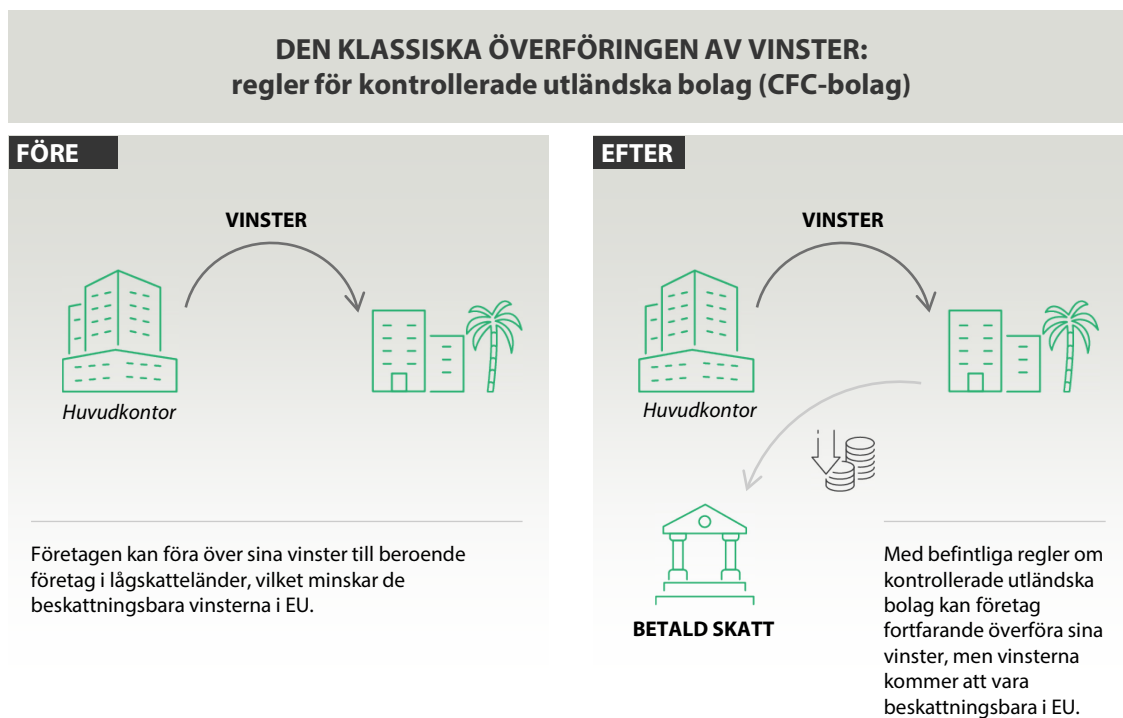 DEN KLASSISKA ÖVERFÖRINGEN AV VINSTER:
regler för kontrollerade utländska bolag (CFC-bolag)
FÖRE
VINSTER
Huvudkontor
Företagen kan föra över sina vinster till beroende
företag i lågskatteländer, vilket minskar de
beskattningsbara vinsterna i EU.
EFTER
VINSTER
Huvudkontor
BETALD SKATT
Med befintliga regler om
kontrollerade utländska
bolag kan företag
fortfarande överföra sina
vinster, men vinsterna
kommer att vara
beskattningsbara i EU.